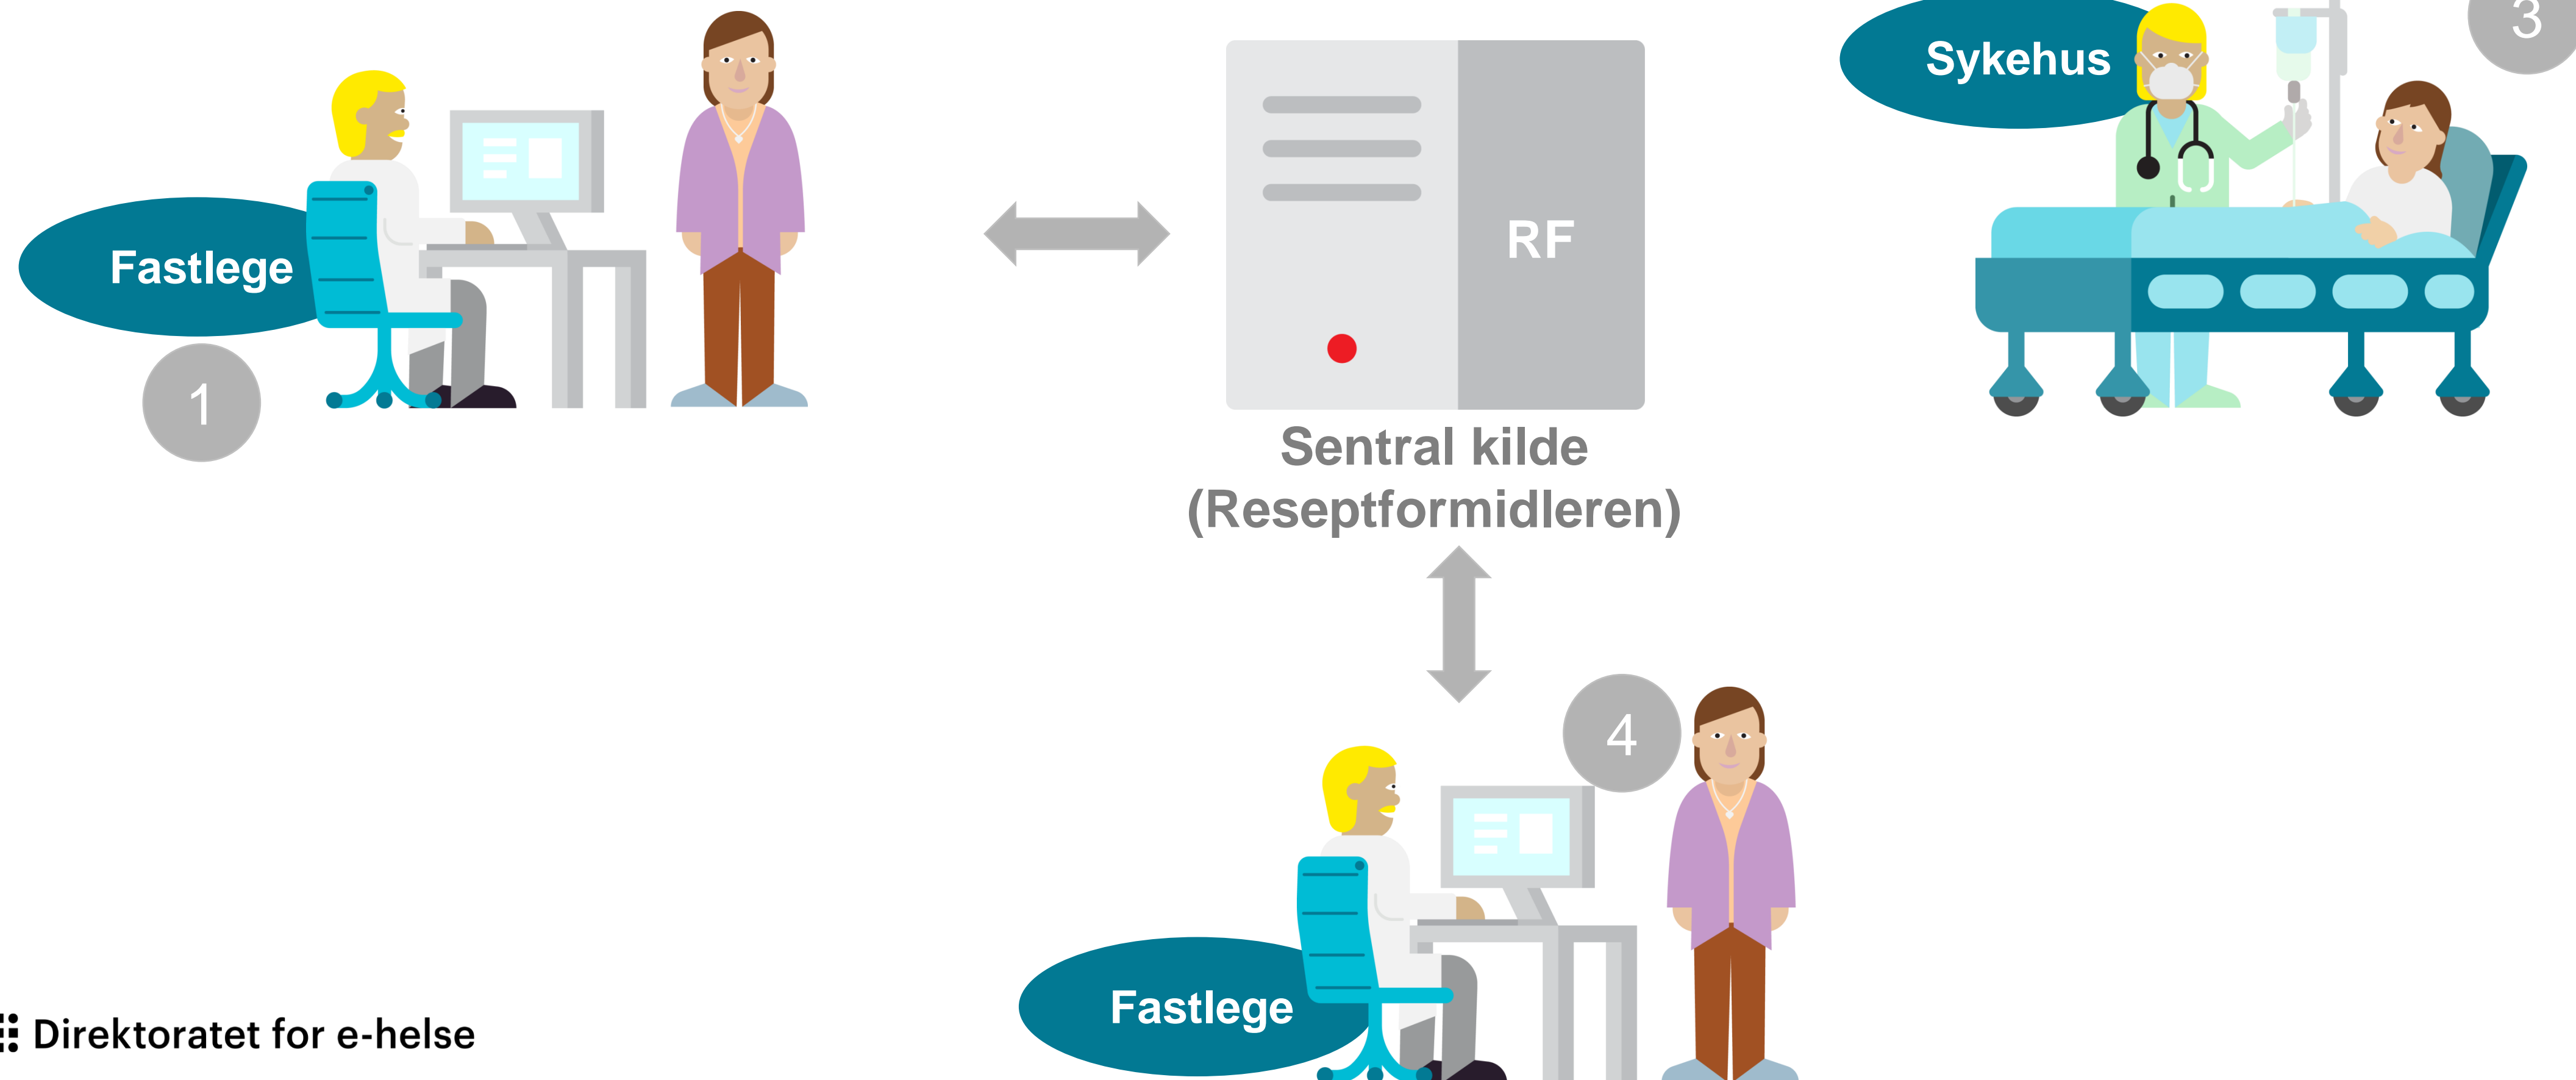 Sykehus
3
Fastlege
1
RF
Sentral kilde
(Reseptformidleren)
4
Fastlege
Direktoratet for e-helse